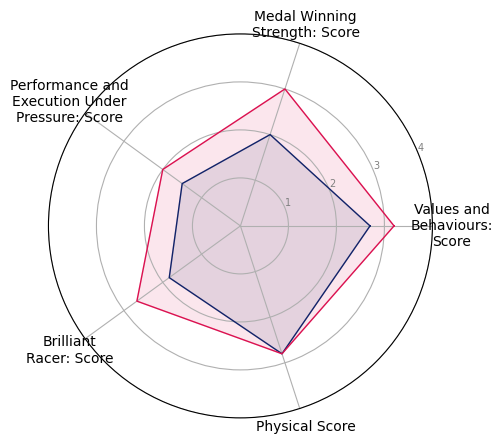 Medal Winning
Strength: Score
Performance and
Execution Under
Pressure: Score
4
3
2
1
Values and
Behaviours:
Score
Brilliant
Racer: Score
Physical Score